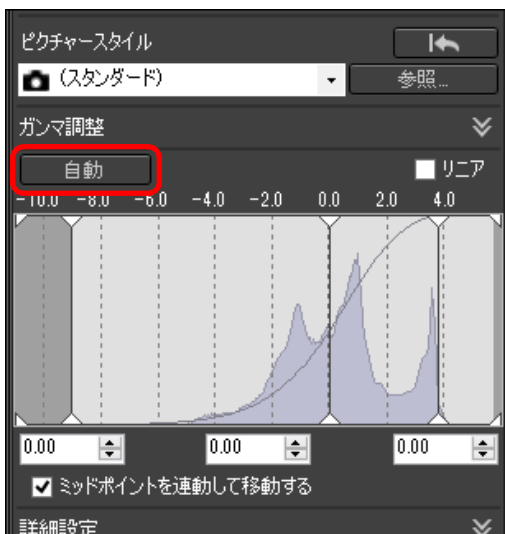 ピクチャースタイル
(スタンダード)
参照...
ガンマ調整
自動
リニア
-10.0 -8.0 -6.0 -4.0 -2.0 0.0 2.0 4.0
0.00 0.00 0.00
ミッドポイントを連動して移動する
詳細設定